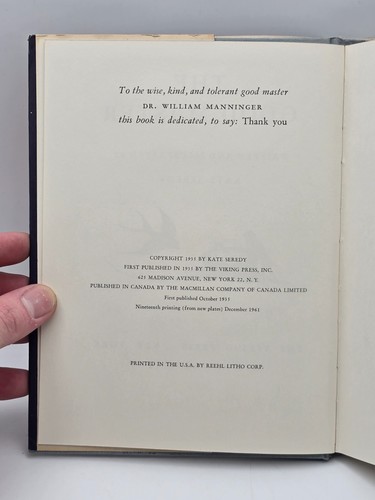 To the wise, kind, and tolerant good master
DR. WILLIAM MANNINGER
this book is dedicated, to say: Thank you
COPYRIGHT 1935 BY KATE SEREDY
FIRST PUBLISHED IN 1935 BY THE VIKING PRESS, INC.
625 MADISON AVENUE, NEW YORK 22, N. Y.
PUBLISHED IN CANADA BY THE MACMILLAN COMPANY OF CANADA LIMITED
First published October 1935
Nineteenth printing (from new plates) December 1961
PRINTED IN THE U.S.A. BY REEHL LITHO CORP.